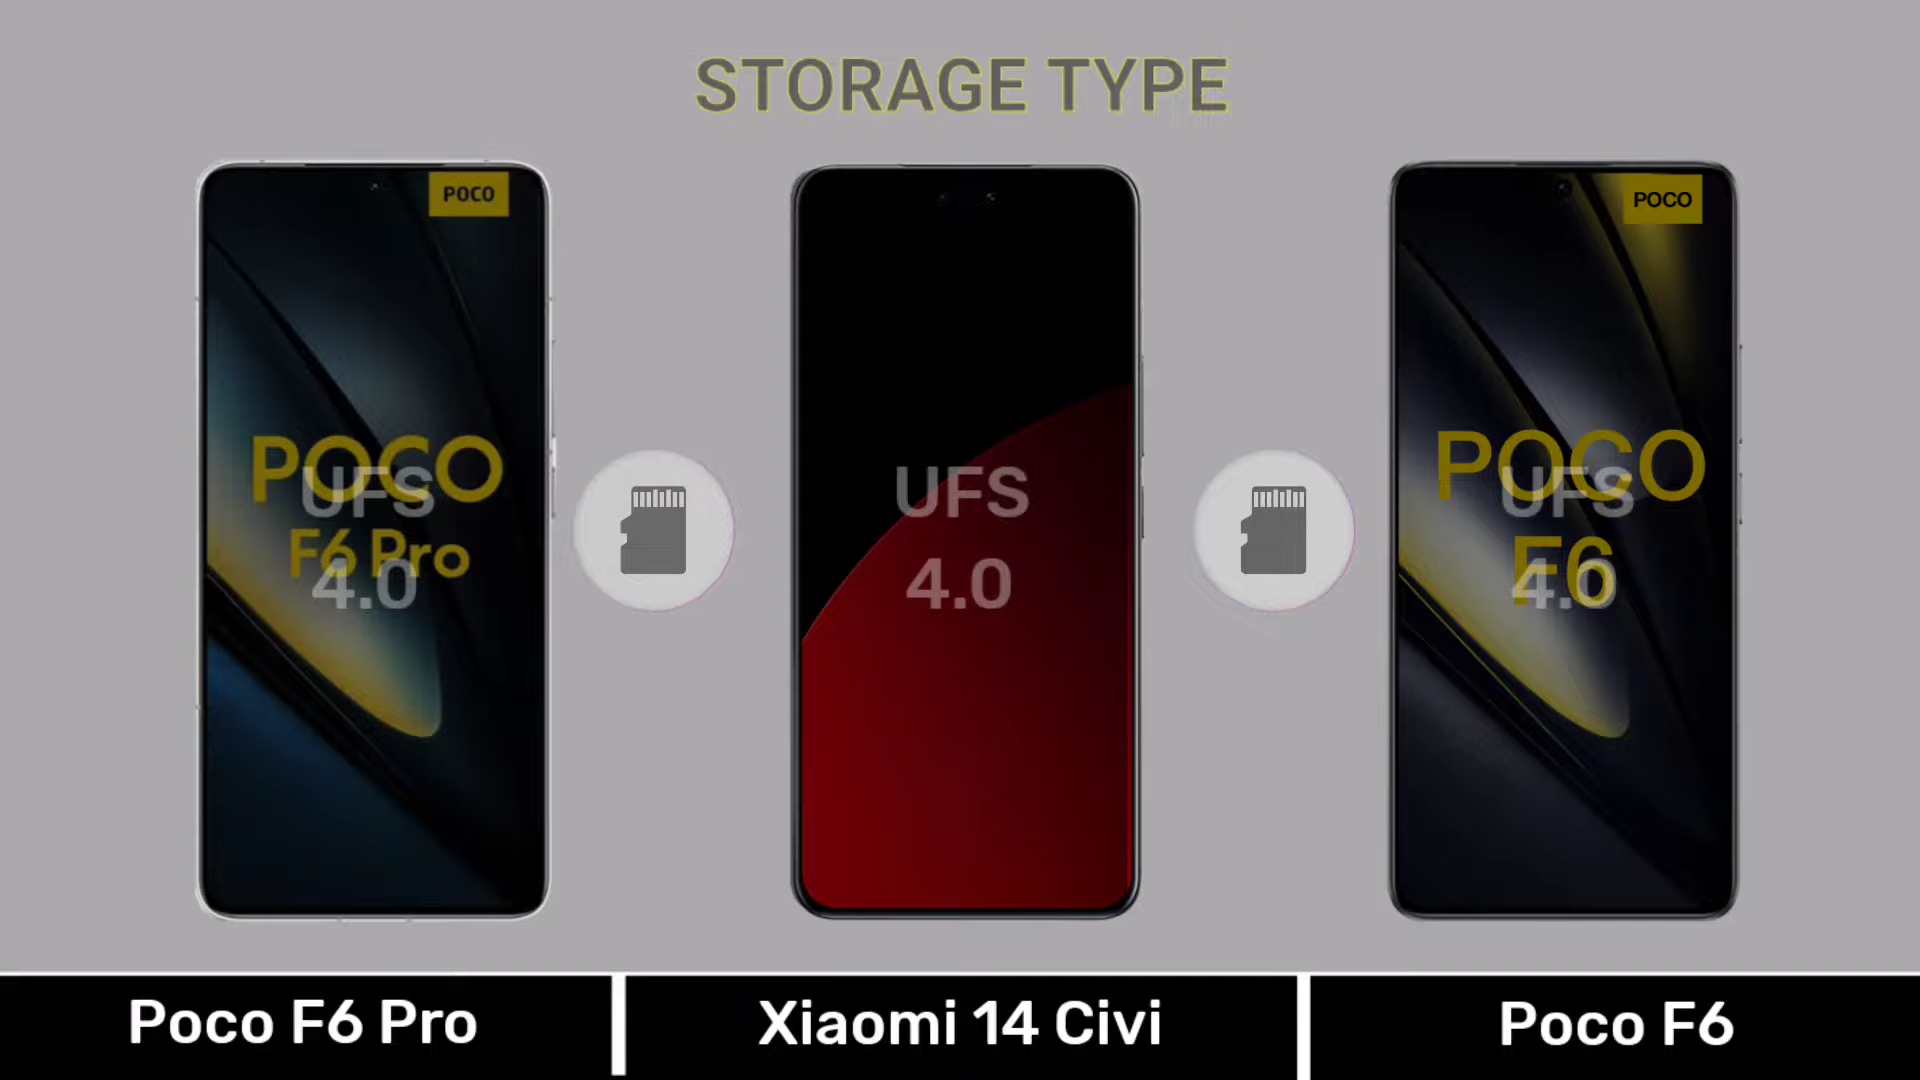 STORAGE TYPE
POCO
POCO
F6 Pro
UFS
4.0
UFS
4.0
POCO
POCO
F6
UFS
4.0
Poco F6 Pro
Xiaomi 14 Civi
Poco F6